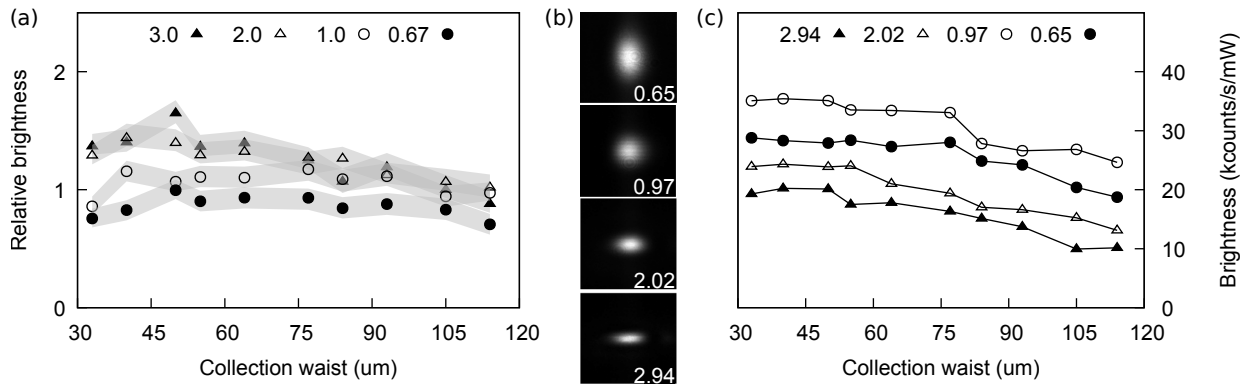 (a)
3.0 2.0 1.0 0.67
Relative brightness
2
1
0
30 45 60 75 90 105 120
Collection waist (um)
(b)
0.65
0.97
2.02
2.94
(c)
2.94 2.02 0.97 0.65
40
30
20
10
0
Brightness (kcounts/s/mW)
30 45 60 75 90 105 120
Collection waist (um)